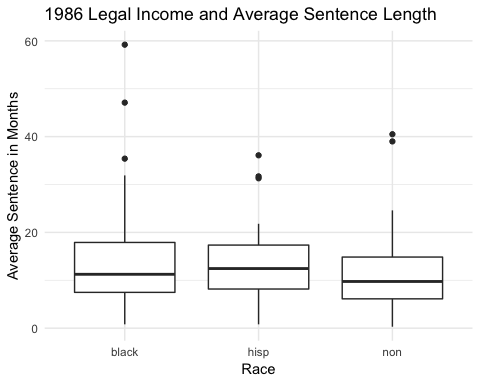 1986 Legal Income and Average Sentence Length
Average Sentence in Months
60
40
20
0
black
hisp
non
Race